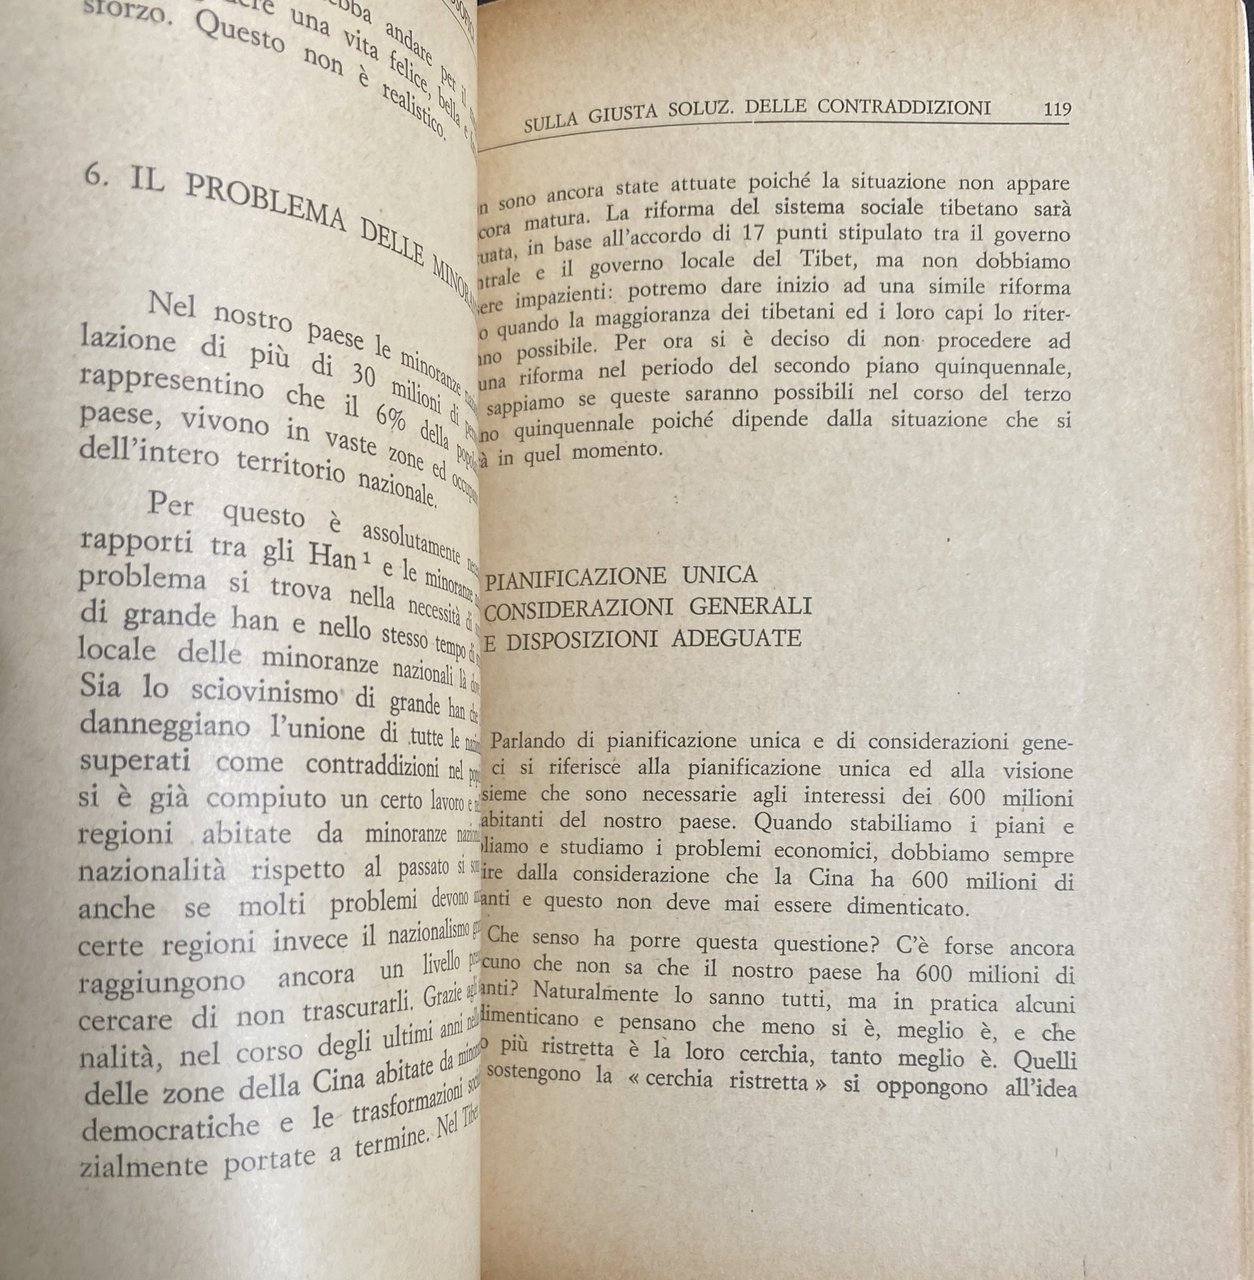 andare per il
una vita felice, bella e
sforzo. Questo non è realistico.
6. IL PROBLEMA DELLE
Nel nostro paese le minoranze
lazione di più di 30 milioni di
rappresentino che il 6% della
paese, vivono in vaste zone ed
dell'intero territorio nazionale.
Per questo è assolutamente
rapporti tra gli Han¹ e le minoranze
problema si trova nella necessità di
di grande han e nello stesso tempo di
locale delle minoranze nazionali là
Sia lo sciovinismo di grande han che
danneggiano l'unione di tutte le
superati come contraddizioni nel
si è già compiuto un certo lavoro e
regioni abitate da minoranze
nazionalità rispetto al passato si
anche se molti problemi devono
certe regioni invece il nazionalismo
raggiungono ancora un livello
cercare di non trascurarli. Grazie
nalità, nel corso degli ultimi anni
delle zone della Cina abitate da
democratiche e le trasformazioni
zialmente portate a termine. Nel
SULLA GIUSTA SOLUZ. DELLE CONTRADDIZIONI 119
sono ancora state attuate poiché la situazione non appare
matura. La riforma del sistema sociale tibetano sarà
in base all'accordo di 17 punti stipulato tra il governo
e il governo locale del Tibet, ma non dobbiamo
impazienti: potremo dare inizio ad una simile riforma
quando la maggioranza dei tibetani ed i loro capi lo riter-
possibile. Per ora si è deciso di non procedere ad
una riforma nel periodo del secondo piano quinquennale,
sappiamo se queste saranno possibili nel corso del terzo
quinquennale poiché dipende dalla situazione che si
in quel momento.
PIANIFICAZIONE UNICA
CONSIDERAZIONI GENERALI
E DISPOSIZIONI ADEGUATE
Parlando di pianificazione unica e di considerazioni gene-
ci si riferisce alla pianificazione unica ed alla visione
che sono necessarie agli interessi dei 600 milioni
abitanti del nostro paese. Quando stabiliamo i piani e
e studiamo i problemi economici, dobbiamo sempre
dalla considerazione che la Cina ha 600 milioni di
e questo non deve mai essere dimenticato.
Che senso ha porre questa questione? C'è forse ancora
che non sa che il nostro paese ha 600 milioni di
Naturalmente lo sanno tutti, ma in pratica alcuni
dimenticano e pensano che meno si è, meglio è, e che
più ristretta è la loro cerchia, tanto meglio è. Quelli
sostengono la « cerchia ristretta » si oppongono all'idea